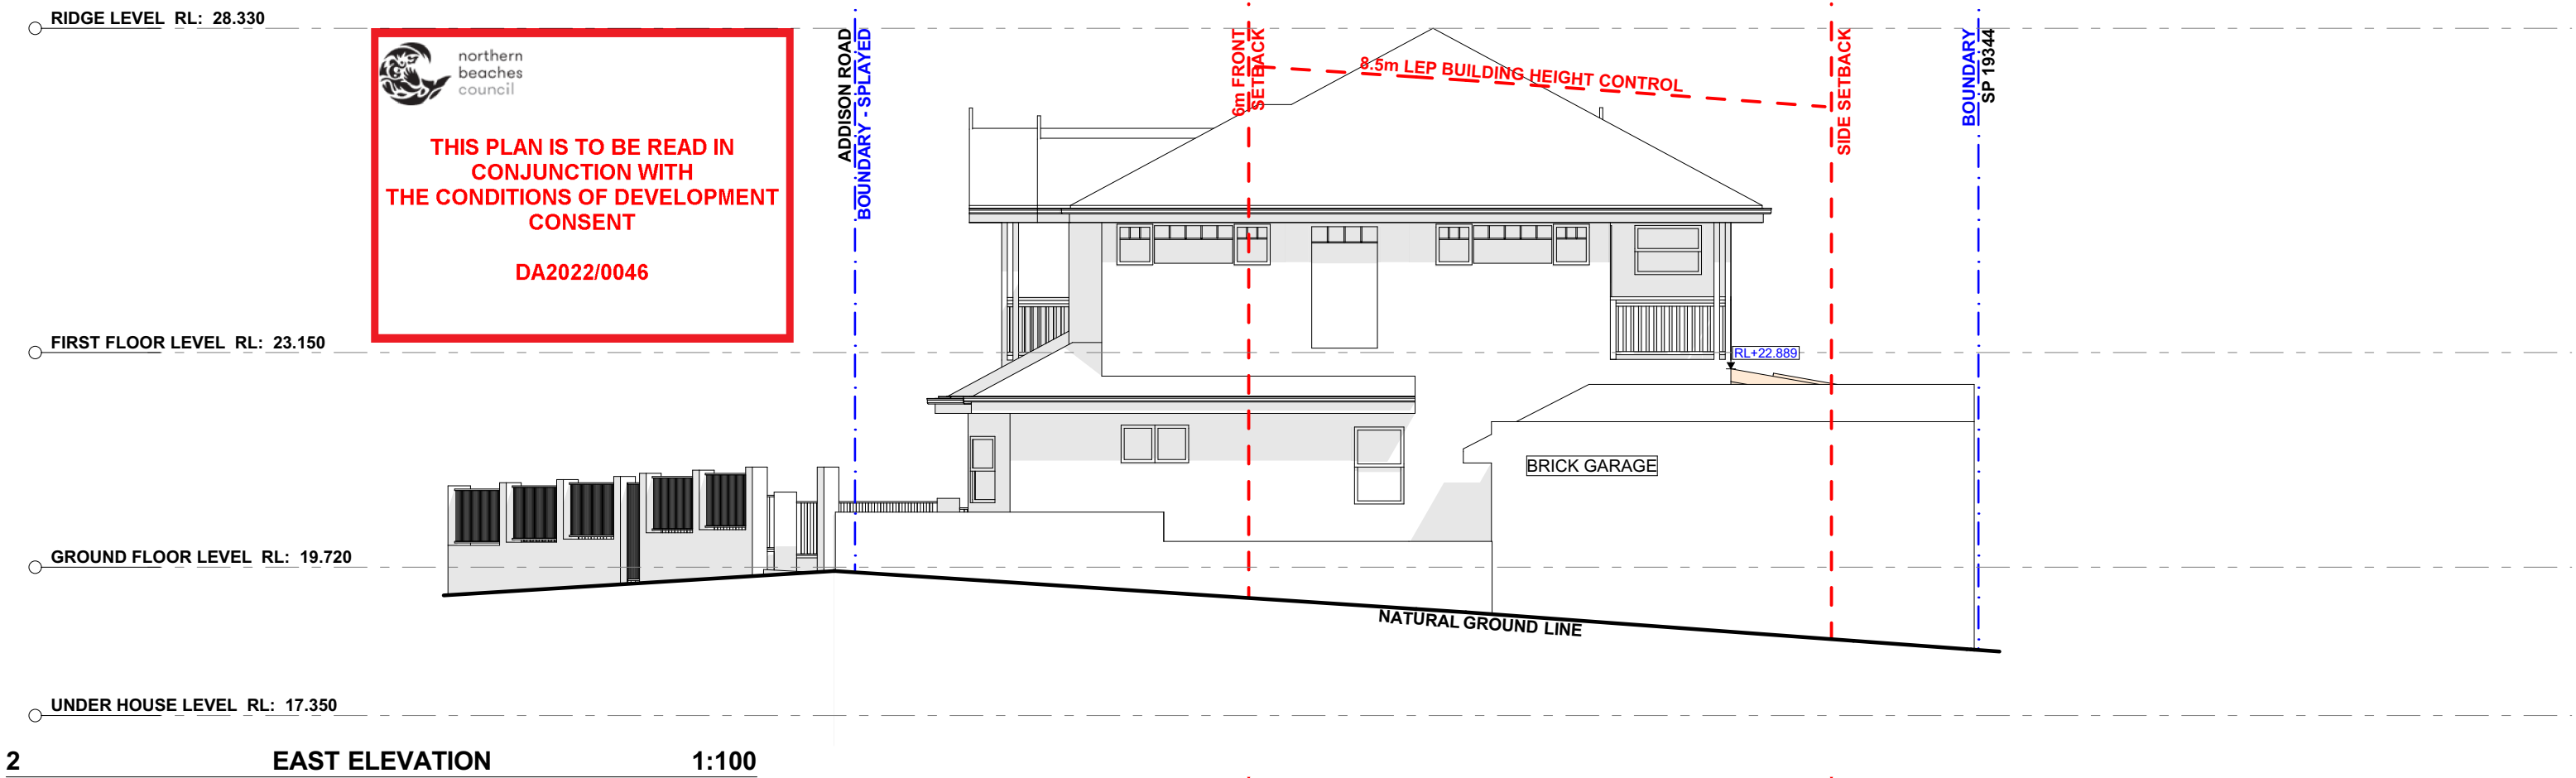 RIDGE LEVEL RL: 28.330
northern
beaches
council
THIS PLAN IS TO BE READ IN
CONJUNCTION WITH
THE CONDITIONS OF DEVELOPMENT
CONSENT
DA2022/0046
ADDISON ROAD
BOUNDARY - SPLAYED
6m FRONT
SETBACK
8.5m LEP BUILDING HEIGHT CONTROL
SIDE SETBACK
BOUNDARY
SP 19344
FIRST FLOOR LEVEL RL: 23.150
RL+22.889
BRICK GARAGE
GROUND FLOOR LEVEL RL: 19.720
NATURAL GROUND LINE
UNDER HOUSE LEVEL RL: 17.350
2 EAST ELEVATION 1:100